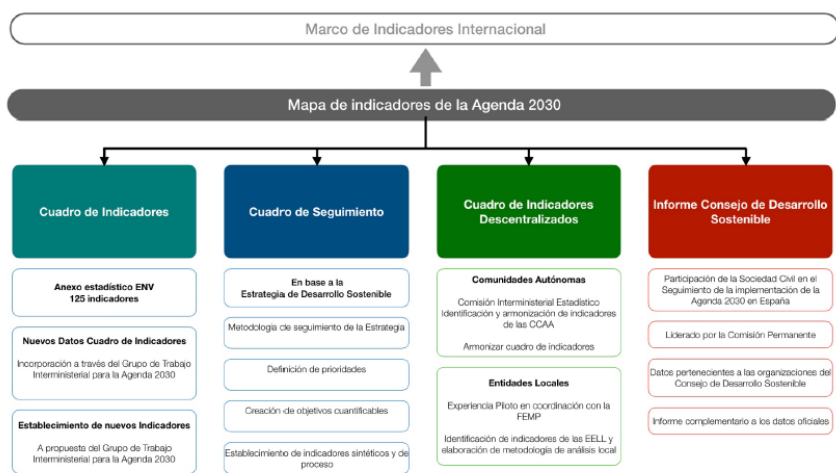 Marco de Indicadores Internacional
Mapa de indicadores de la Agenda 2030
Cuadro de Indicadores
Anexo estadístico ENV
125 indicadores
Nuevos Datos Cuadro de Indicadores
Incorporación a través del Grupo de Trabajo
Interministerial para la Agenda 2030
Establecimiento de nuevos Indicadores
A propuesta del Grupo de Trabajo
Interministerial para la Agenda 2030
Cuadro de Seguimiento
En base a la
Estrategia de Desarrollo Sostenible
Metodología de seguimiento de la Estrategia
Definición de prioridades
Creación de objetivos cuantificables
Establecimiento de indicadores sintéticos y de
proceso
Cuadro de Indicadores
Descentralizados
Comunidades Autónomas
Comisión Interministerial Estadístico
Identificación y armonización de indicadores
de las CCAA
Armonizar cuadro de indicadores
Entidades Locales
Experiencia Piloto en coordinación con la
FEMP
Identificación de indicadores de las EELL y
elaboración de metodología de análisis local
Informe Consejo de Desarrollo
Sostenible
Participación de la Sociedad Civil en el
Seguimiento de la implementación de la
Agenda 2030 en España
Liderado por la Comisión Permanente
Datos pertenecientes a las organizaciones del
Consejo de Desarrollo Sostenible
Informe complementario a los datos oficiales